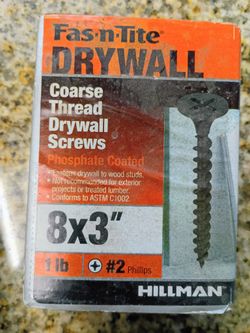 Fas-n-Tite
DRYWALL
Coarse
Thread
Drywall
Screws
Phosphate Coated
• Fastens drywall to wood studs.
• Not recommended for exterior
projects or treated lumber.
• Conforms to ASTM C1002
8x3"
1 lb
#2 Phillips
HILLMAN